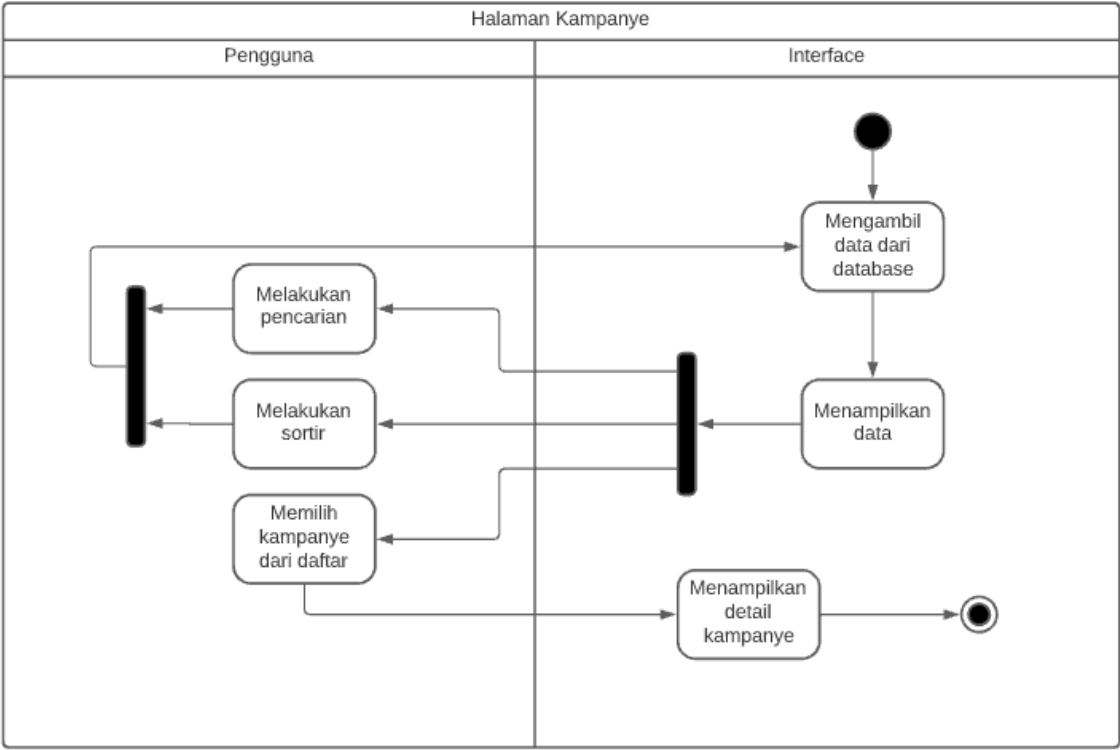 Halaman Kampanye
Pengguna
Interface
Mengambil
data dari
database
Melakukan
pencarian
Melakukan
sortir
Menampilkan
data
Memilih
kampanye
dari daftar
Menampilkan
detail
kampanye